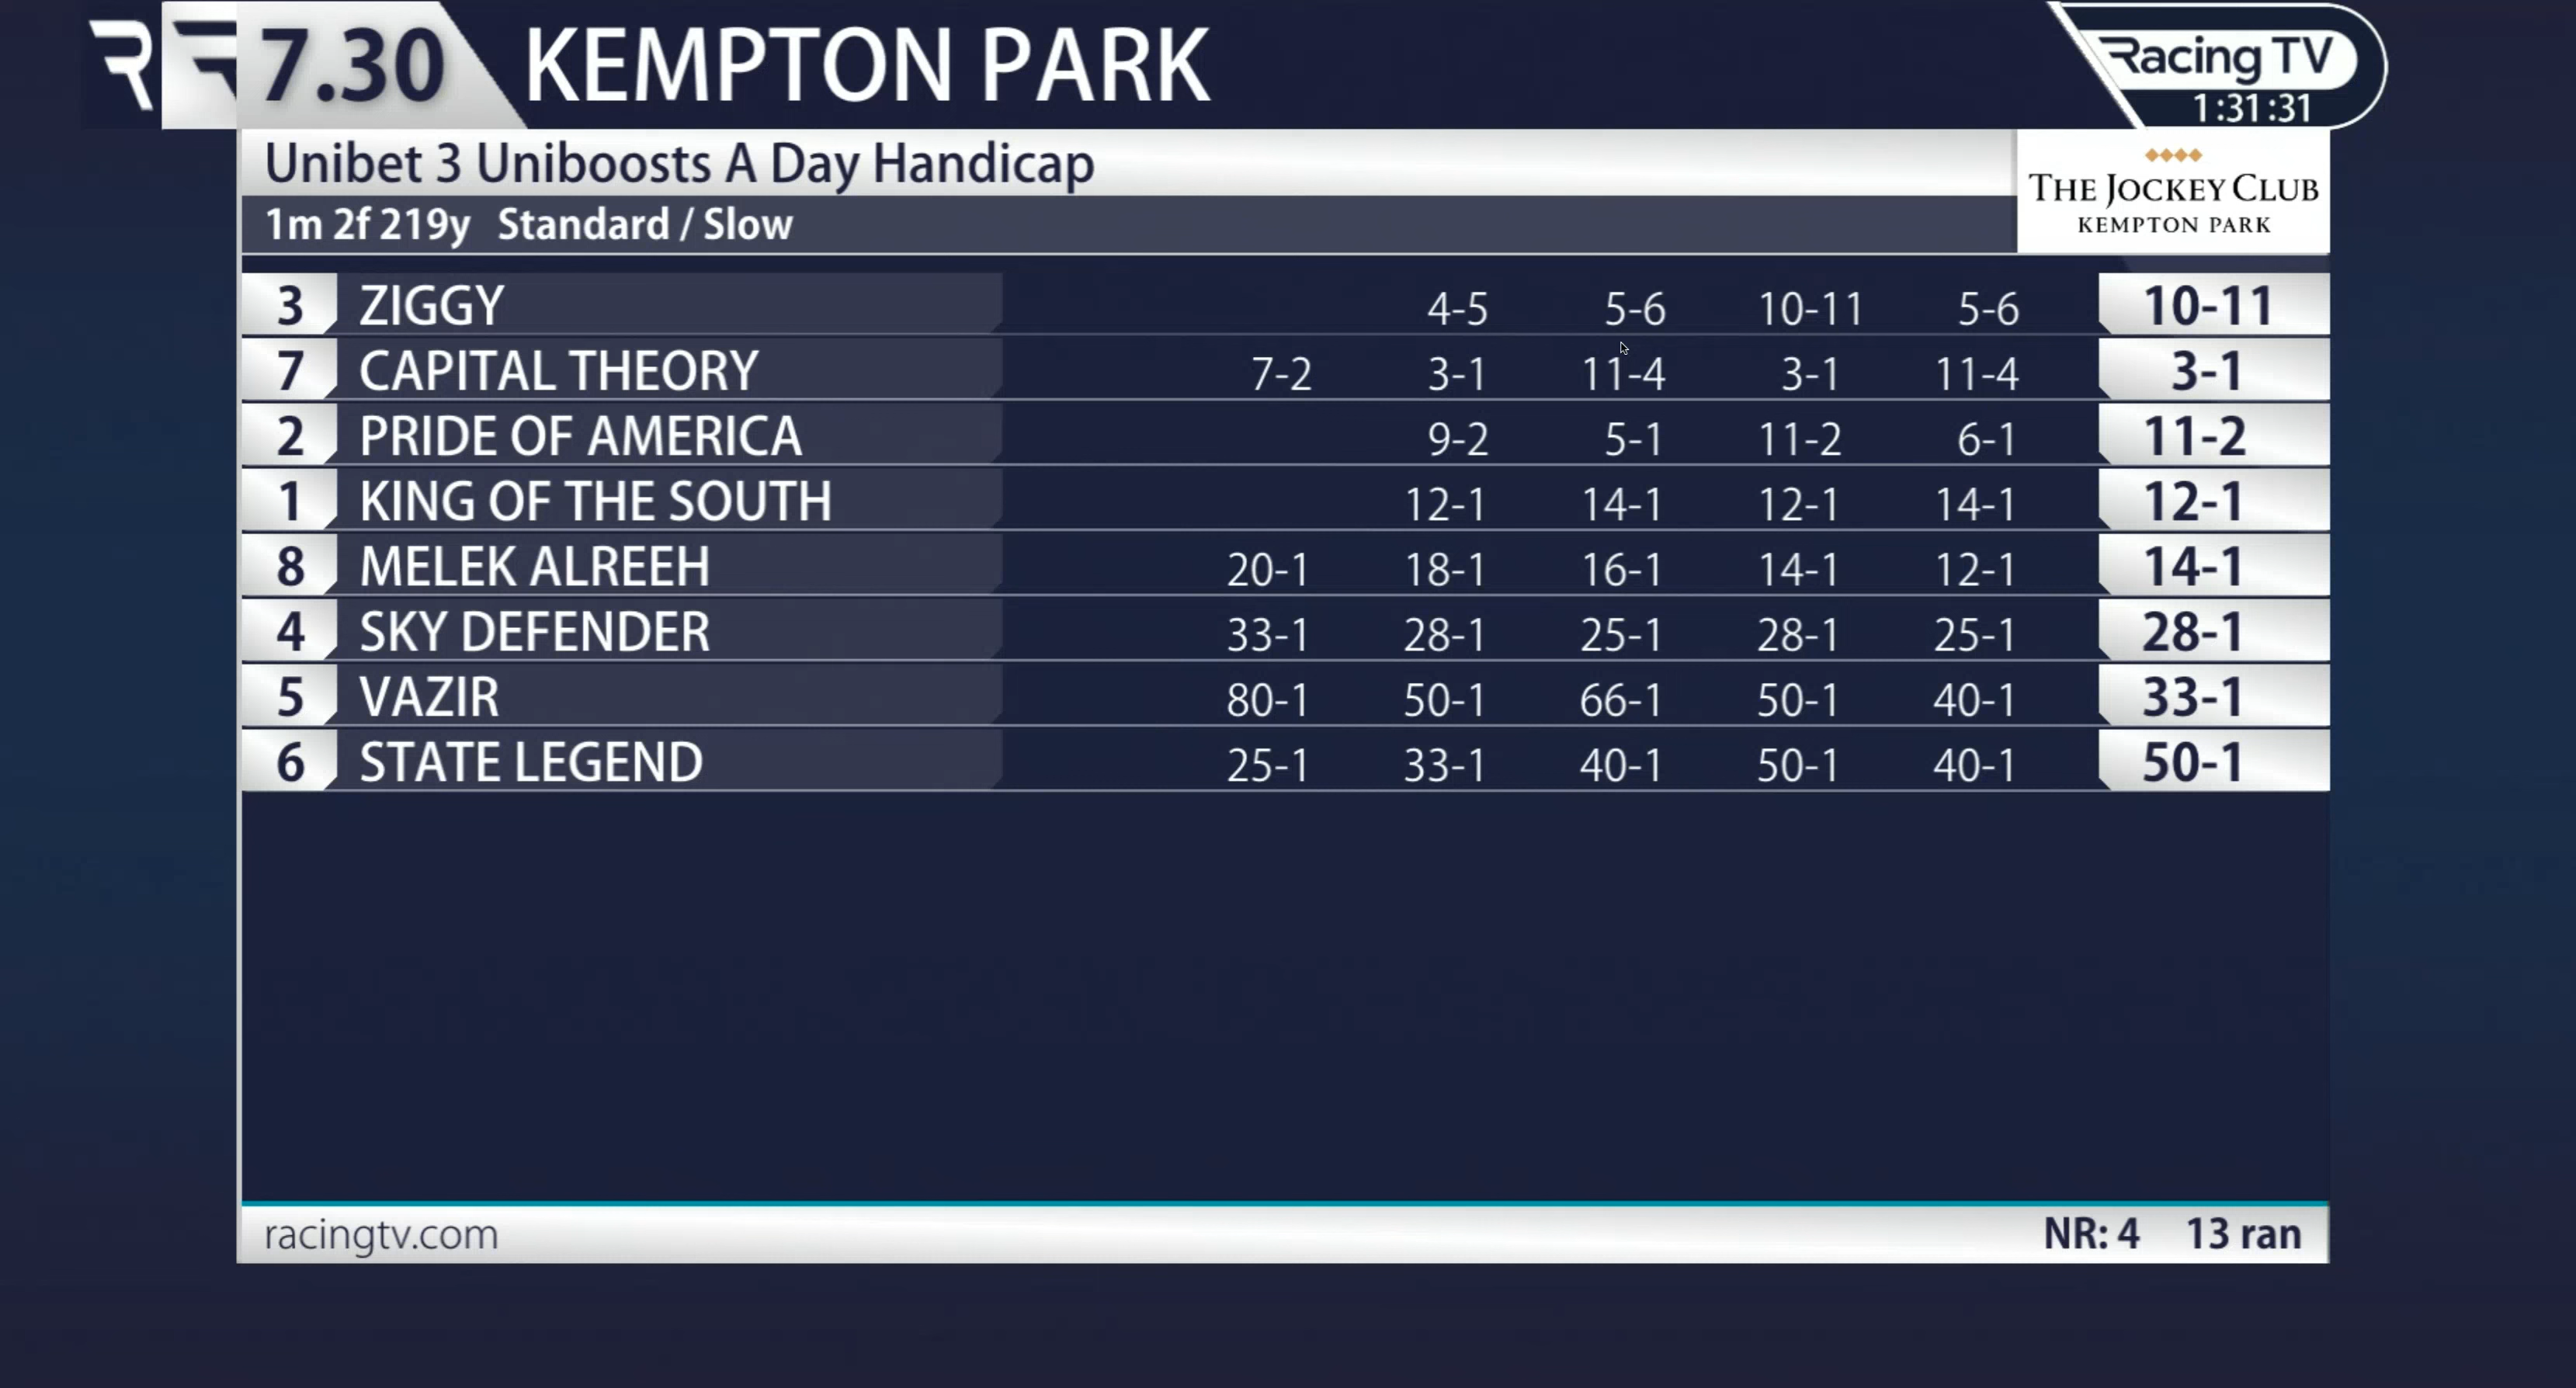 7.30 KEMPTON PARK
Racing TV
1:31:31
Unibet 3 Uniboosts A Day Handicap
1m 2f 219y Standard / Slow
THE JOCKEY CLUB
KEMPTON PARK
3 ZIGGY 4-5 5-6 10-11 5-6 10-11
7 CAPITAL THEORY 7-2 3-1 11-4 3-1 11-4 3-1
2 PRIDE OF AMERICA 9-2 5-1 11-2 6-1 11-2
1 KING OF THE SOUTH 12-1 14-1 12-1 14-1 12-1
8 MELEK ALREEH 20-1 18-1 16-1 14-1 12-1 14-1
4 SKY DEFENDER 33-1 28-1 25-1 28-1 25-1 28-1
5 VAZIR 80-1 50-1 66-1 50-1 40-1 33-1
6 STATE LEGEND 25-1 33-1 40-1 50-1 40-1 50-1
racingtv.com NR: 4 13 ran